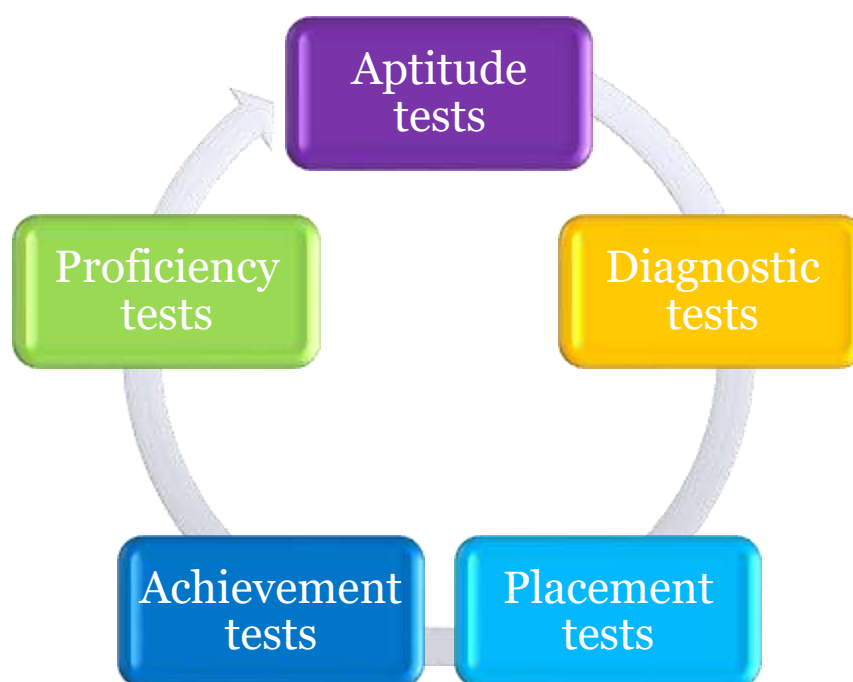 Aptitude
tests
Diagnostic
tests
Placement
tests
Achievement
tests
Proficiency
tests